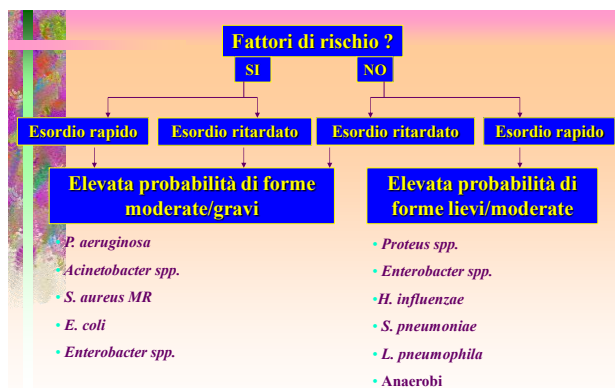 Fattori di rischio ?
SI
NO
Esordio rapido
Esordio ritardato
Esordio ritardato
Esordio rapido
Elevata probabilità di forme
moderate/gravi
Elevata probabilità di
forme lievi/moderate
• P. aeruginosa
• Acinetobacter spp.
• S. aureus MR
• E. coli
• Enterobacter spp.
• Proteus spp.
• Enterobacter spp.
• H. influenzae
• S. pneumoniae
• L. pneumophila
• Anaerobi